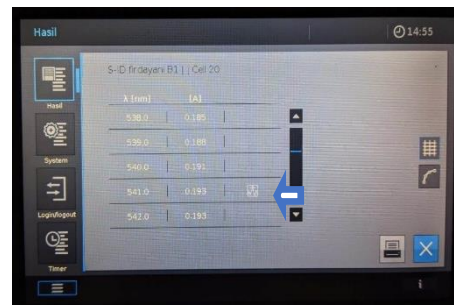 Hasil
14:55
S-ID firdayani B1 | ; Cell 20
λ [nm] [A]
538.0 0.185
539.0 0.188
540.0 0.191
541.0 0.193
542.0 0.193
Hasil
System
Login/logout
Timer
i